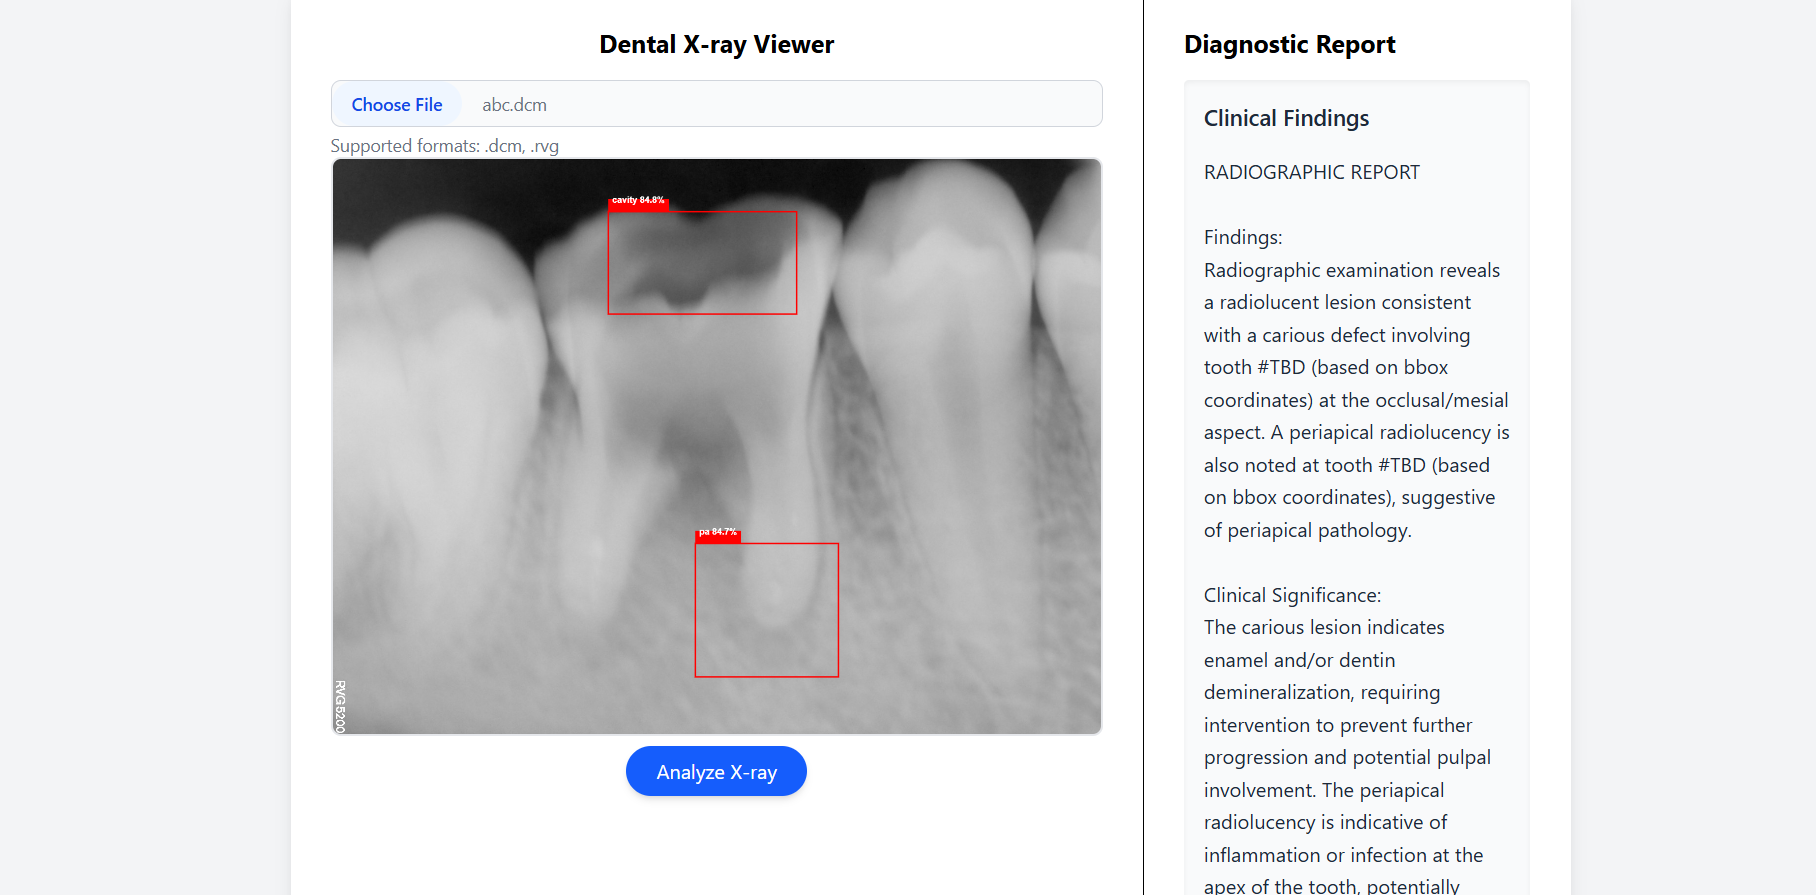 Dental X-ray Viewer
Choose File abc.dcm
Supported formats: .dcm, .rvg
cavity 84.8%
pa 84.7%
RVG5200
Analyze X-ray
Diagnostic Report
Clinical Findings
RADIOGRAPHIC REPORT
Findings:
Radiographic examination reveals
a radiolucent lesion consistent
with a carious defect involving
tooth #TBD (based on bbox
coordinates) at the occlusal/mesial
aspect. A periapical radiolucency is
also noted at tooth #TBD (based
on bbox coordinates), suggestive
of periapical pathology.
Clinical Significance:
The carious lesion indicates
enamel and/or dentin
demineralization, requiring
intervention to prevent further
progression and potential pulpal
involvement. The periapical
radiolucency is indicative of
inflammation or infection at the
apex of the tooth, potentially